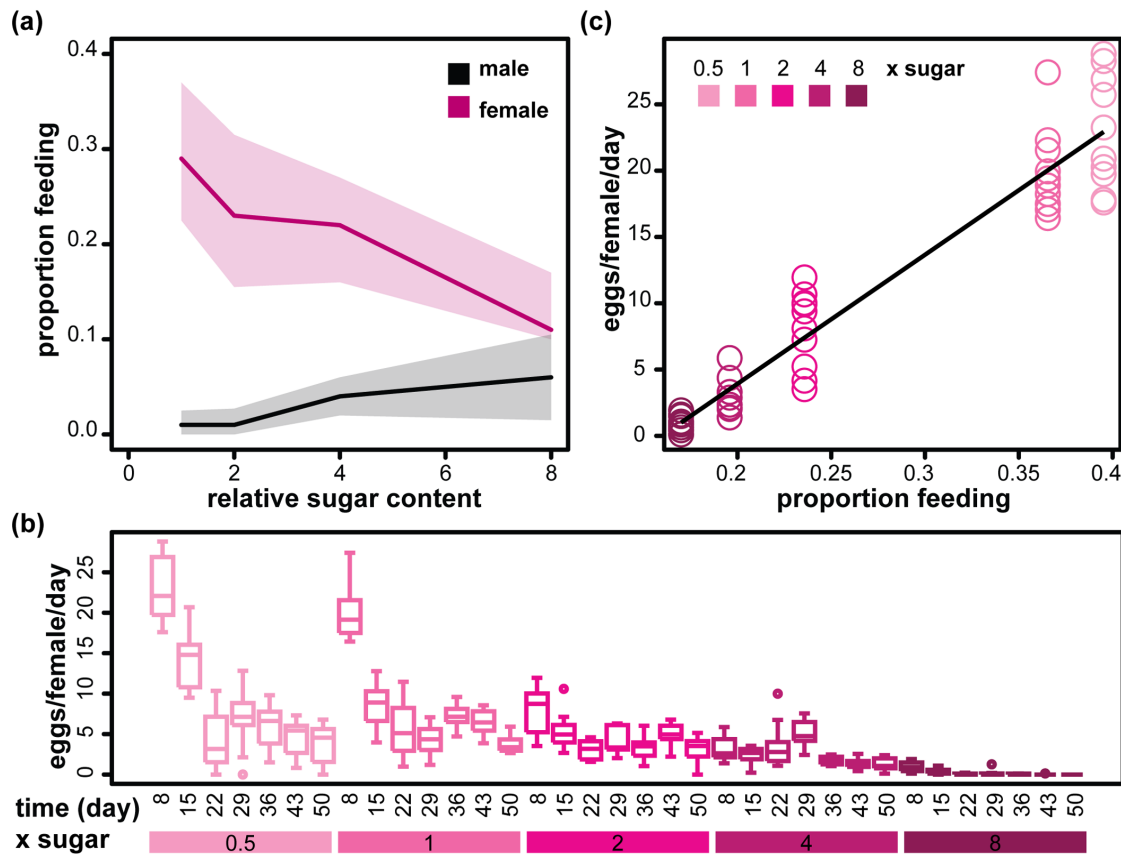 (a)
0.4
0.3
0.2
0.1
0.0
proportion feeding
male
female
0 2 4 6 8
relative sugar content
(c)
0.5 1 2 4 8 x sugar
25
20
15
10
5
0
eggs/female/day
0.2 0.25 0.3 0.35 0.4
proportion feeding
(b)
25
20
15
10
5
0
eggs/female/day
time (day) 8 15 22 29 36 43 50 8 15 22 29 36 43 50 8 15 22 29 36 43 50 8 15 22 29 36 43 50 8 15 22 29 36 43 50
x sugar 0.5 1 2 4 8